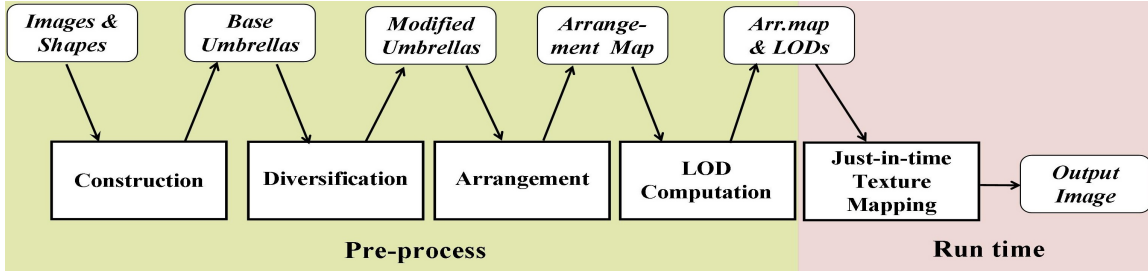 Images &
Shapes
Base
Umbrellas
Modified
Umbrellas
Arrange-
ment Map
Arr.map
& LODs
Construction
Diversification
Arrangement
LOD
Computation
Just-in-time
Texture
Mapping
Output
Image
Pre-process
Run time